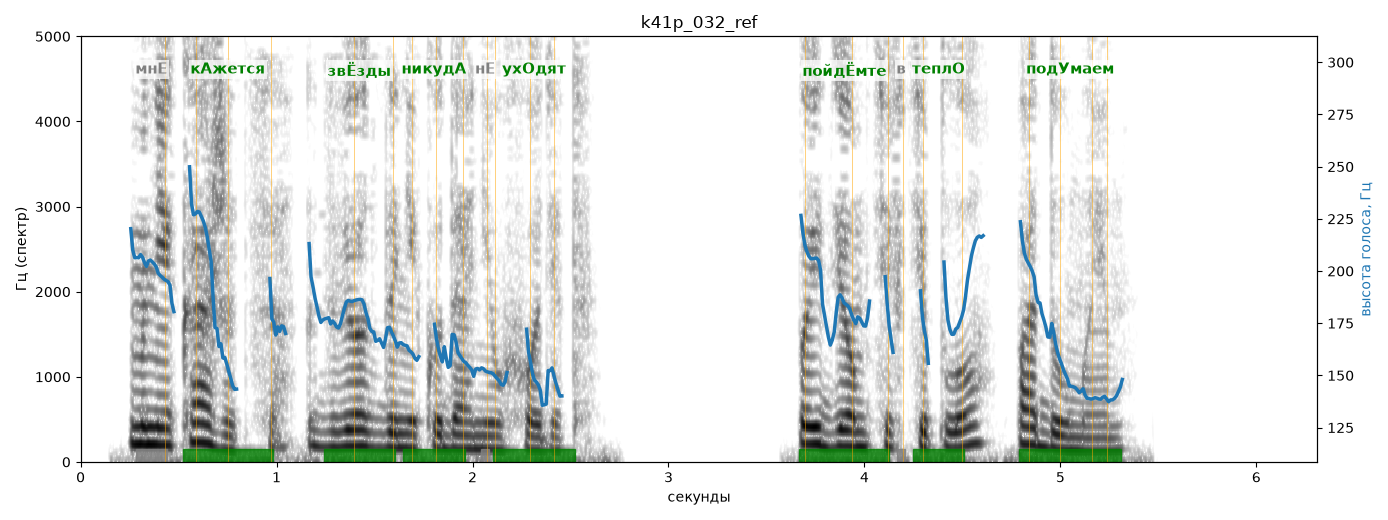 k41p_032_ref
мнЕ кАжется звЁзды никудА нЕ ухОдят пойдЁмте в теплО подУмаем
5000
4000
3000
2000
1000
0
Гц (спектр)
300
275
250
225
200
175
150
125
высота голоса, Гц
0 1 2 3 4 5 6
секунды